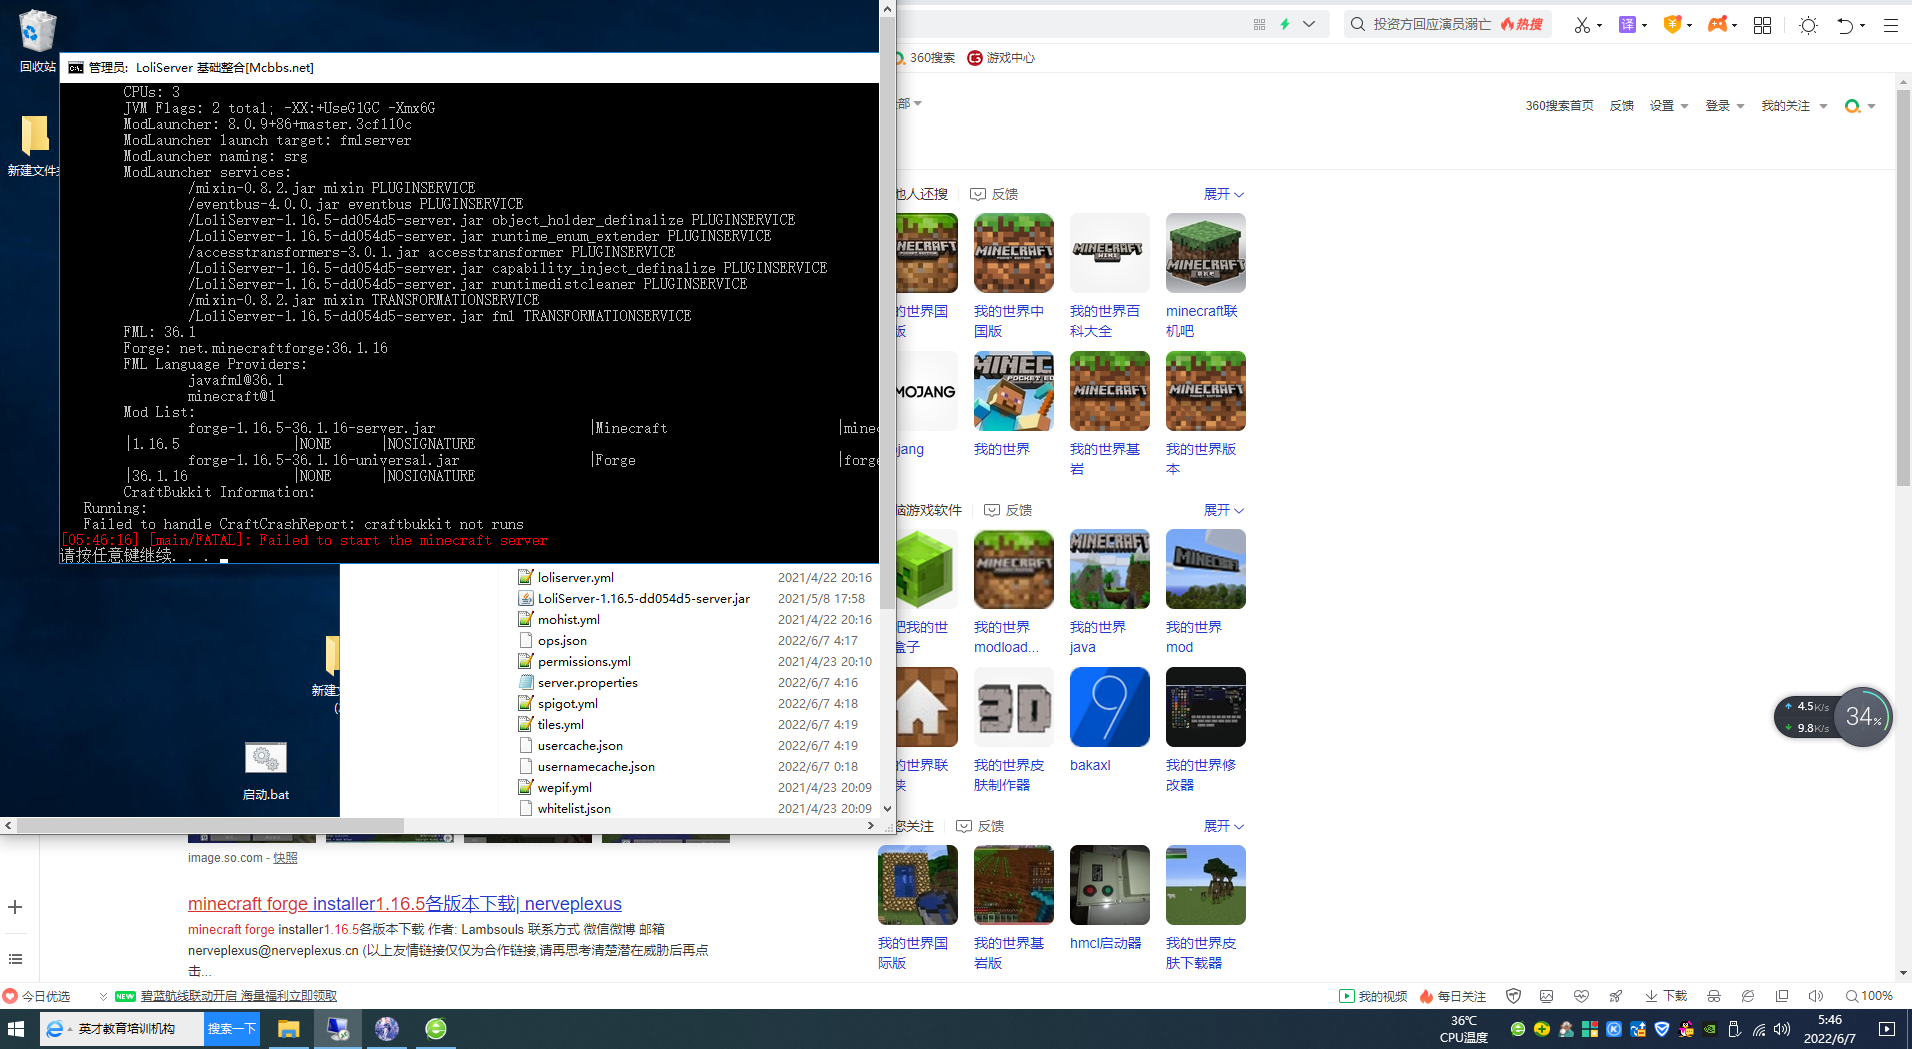 回收站
新建文件夹
管理员: LoliServer 基础整合[Mcbbs.net]
CPUs: 3
JVM Flags: 2 total; -XX:+UseG1GC -Xmx6G
ModLauncher: 8.0.9+86+master.3cf110c
ModLauncher launch target: fmlserver
ModLauncher naming: srg
ModLauncher services:
/mixin-0.8.2.jar mixin PLUGINSERVICE
/eventbus-4.0.0.jar eventbus PLUGINSERVICE
/LoliServer-1.16.5-dd054d5-server.jar object_holder_definalize PLUGINSERVICE
/LoliServer-1.16.5-dd054d5-server.jar runtime_enum_extender PLUGINSERVICE
/accesstransformers-3.0.1.jar accesstransformer PLUGINSERVICE
/LoliServer-1.16.5-dd054d5-server.jar capability_inject_definalize PLUGINSERVICE
/LoliServer-1.16.5-dd054d5-server.jar runtimedistcleaner PLUGINSERVICE
/mixin-0.8.2.jar mixin TRANSFORMATIONSERVICE
/LoliServer-1.16.5-dd054d5-server.jar fml TRANSFORMATIONSERVICE
FML: 36.1
Forge: net.minecraftforge:36.1.16
FML Language Providers:
javafml@36.1
minecraft@1
Mod List:
forge-1.16.5-36.1.16-server.jar |Minecraft |minec
|1.16.5 |NONE |NOSIGNATURE
forge-1.16.5-36.1.16-universal.jar |Forge |forge
|36.1.16 |NONE |NOSIGNATURE
CraftBukkit Information:
Running:
Failed to handle CraftCrashReport: craftbukkit not runs
[05:46:16] [main/FATAL]: Failed to start the minecraft server
请按任意键继续. . .
loliserver.yml 2021/4/22 20:16
LoliServer-1.16.5-dd054d5-server.jar 2021/5/8 17:58
mohist.yml 2021/4/22 20:16
ops.json 2022/6/7 4:17
permissions.yml 2021/4/23 20:10
server.properties 2022/6/7 4:16
spigot.yml 2022/6/7 4:18
tiles.yml 2022/6/7 4:19
usercache.json 2022/6/7 4:19
usernamecache.json 2022/6/7 0:18
wepif.yml 2021/4/23 20:09
whitelist.json 2021/4/23 20:09
新建文
启动.bat
投资方回应演员溺亡 热搜
译
360搜索 游戏中心
部
360搜索首页 反馈 设置 登录 我的关注
他人还搜 反馈 展开
MINECRAFT
MINECRAFT
MINECRAFT
WIKI
MINECRAFT
联机吧
的世界国
版
我的世界中
国版
我的世界百
科大全
minecraft联
机吧
MOJANG
MINEC
POCKET ED
MINECRAFT
MINECRAFT
jang
我的世界
我的世界基
岩
我的世界版
本
脑游戏软件 反馈 展开
MINECRAFT
MINECRAFT
MINECRAFT
吧我的世
盒子
我的世界
modload...
我的世界
java
我的世界
mod
3D
的世界联
我的世界皮
肤制作器
bakaxl
我的世界修
改器
您关注 反馈 展开
我的世界国
际版
我的世界基
岩版
hmcl启动器
我的世界皮
肤下载器
4.5K/s
9.8K/s
34%
image.so.com - 快照
minecraft forge installer1.16.5各版本下载| nerveplexus
minecraft forge installer1.16.5各版本下载 作者: Lambsouls 联系方式 微信微博 邮箱
nerveplexus@nerveplexus.cn (以上友情链接仅仅为合作链接,请再思考清楚潜在威胁后再点
击...
今日优选 NEW 碧蓝航线联动开启 海量福利立即领取
我的视频 每日关注 下载 100%
英才教育培训机构 搜索一下
36℃
CPU温度
5:46
2022/6/7